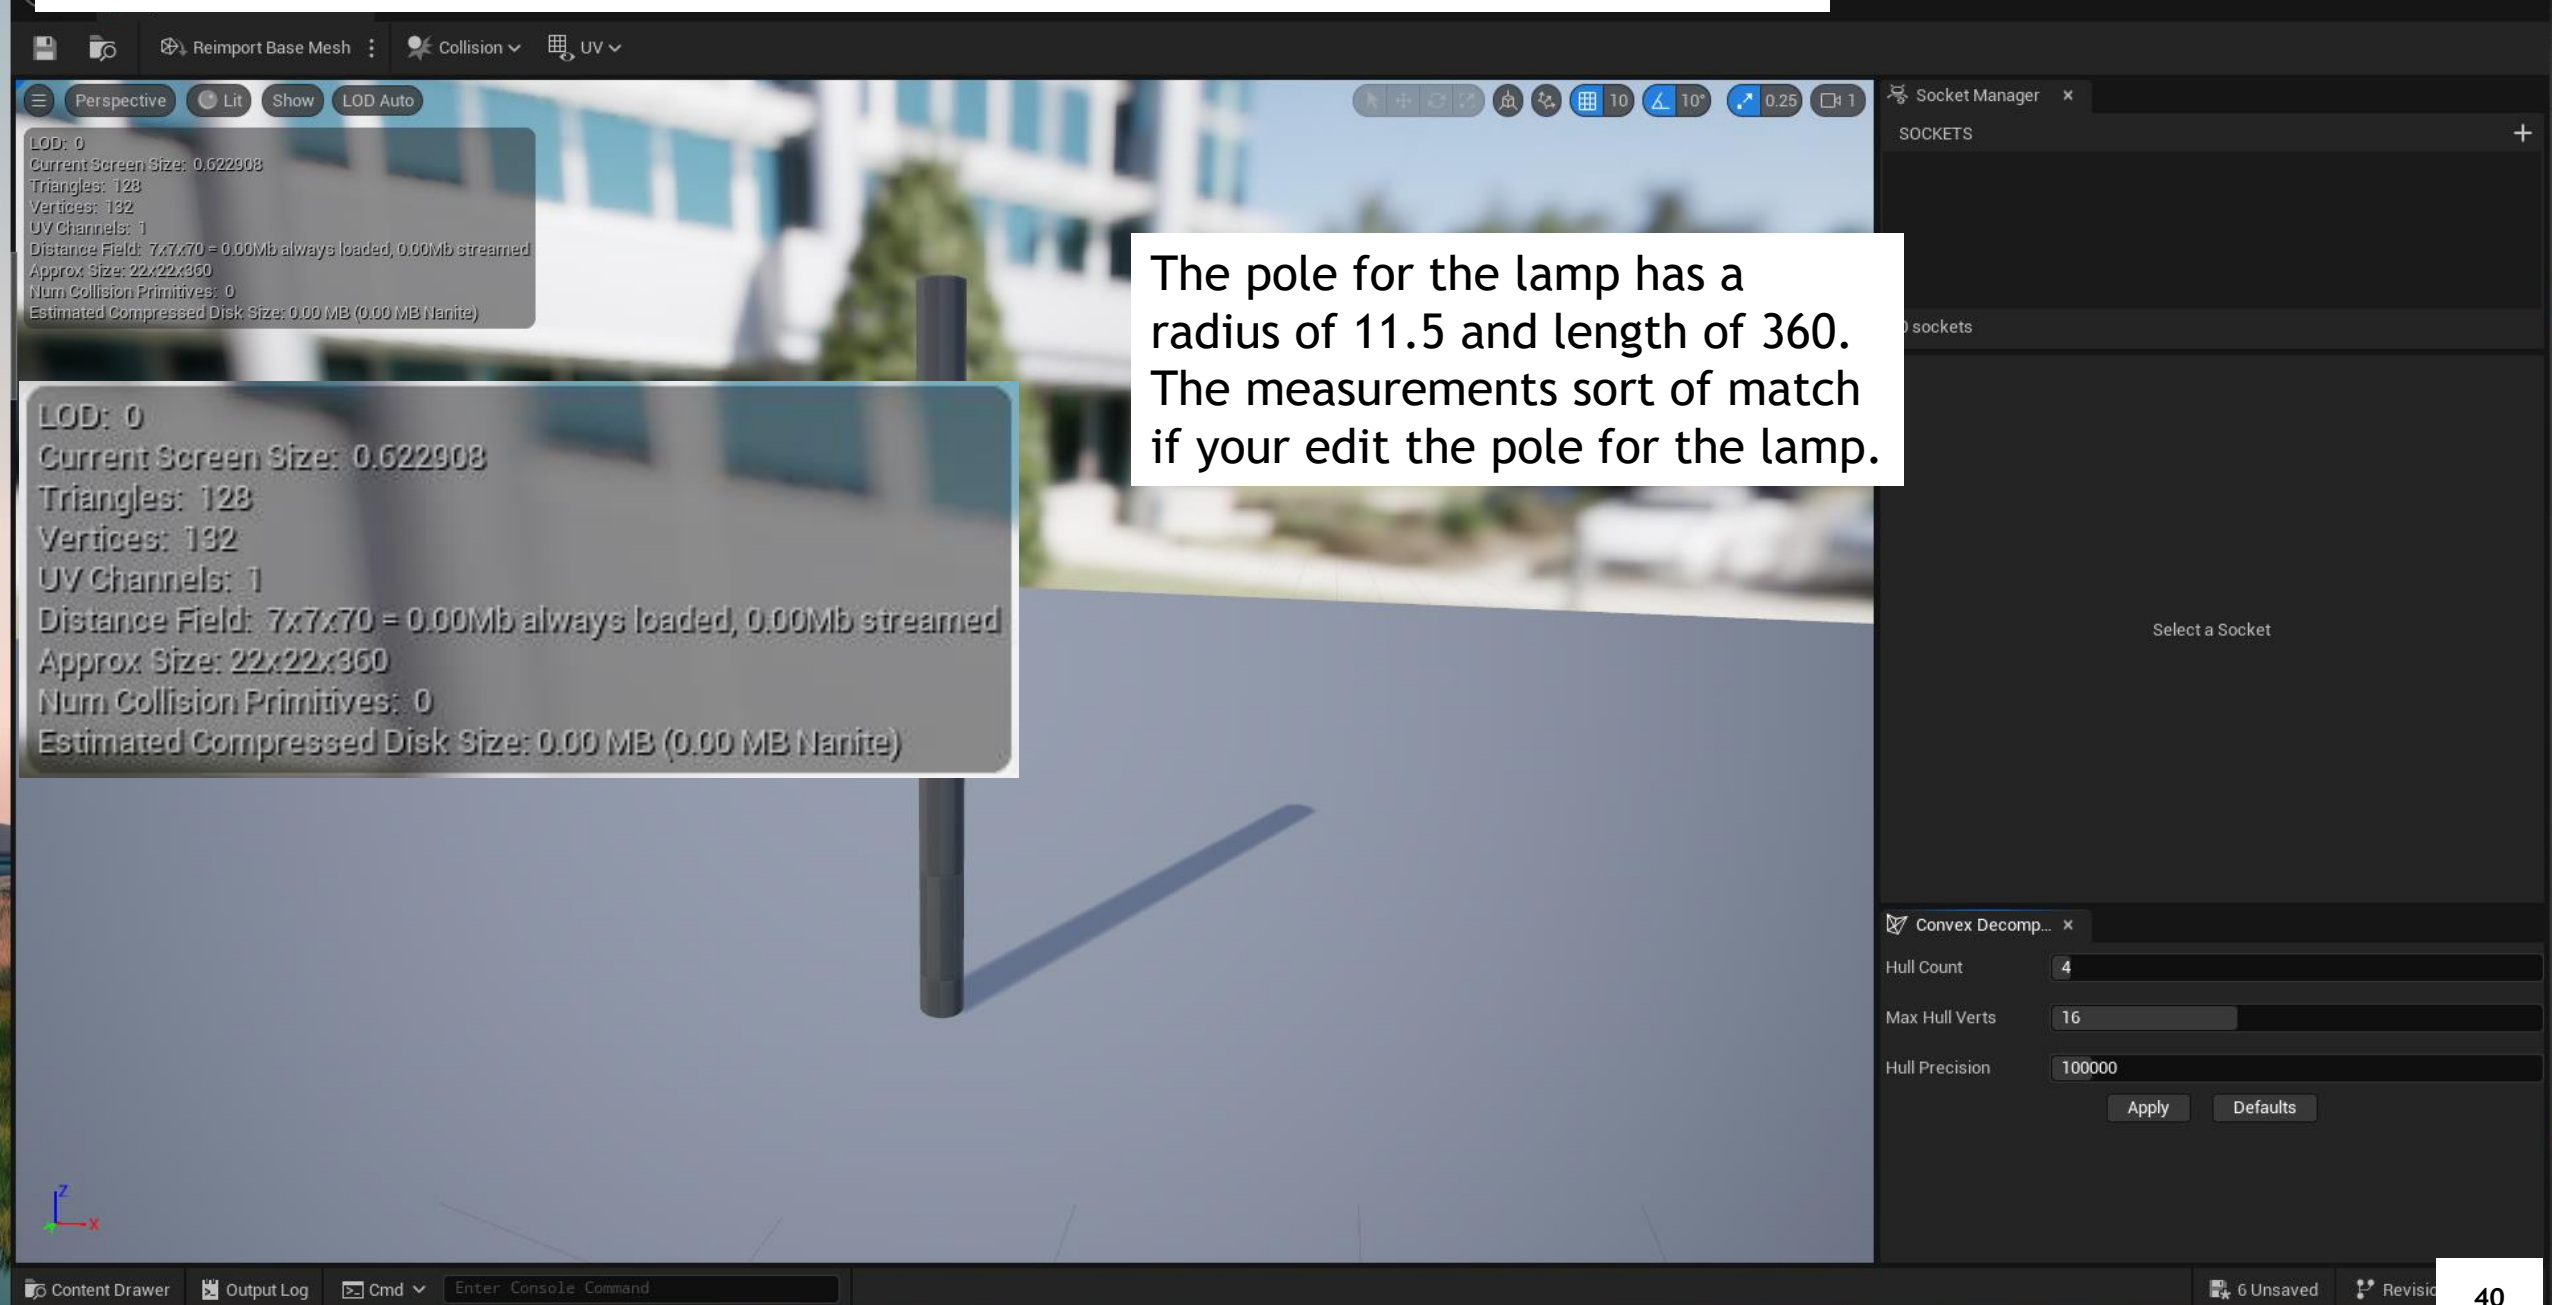 Reimport Base Mesh
Collision
UV
Perspective
Lit
Show
LOD Auto
10
10°
0.25
1
LOD: 0
Current Screen Size: 0.622908
Triangles: 128
Vertices: 132
UV Channels: 1
Distance Field: 7x7x70 = 0.00Mb always loaded, 0.00Mb streamed
Approx Size: 22x22x360
Num Collision Primitives: 0
Estimated Compressed Disk Size: 0.00 MB (0.00 MB Nanite)
The pole for the lamp has a
radius of 11.5 and length of 360.
The measurements sort of match
if your edit the pole for the lamp.
LOD: 0
Current Screen Size: 0.622908
Triangles: 128
Vertices: 132
UV Channels: 1
Distance Field: 7x7x70 = 0.00Mb always loaded, 0.00Mb streamed
Approx Size: 22x22x360
Num Collision Primitives: 0
Estimated Compressed Disk Size: 0.00 MB (0.00 MB Nanite)
Z
X
Socket Manager
SOCKETS
sockets
Select a Socket
Convex Decomp...
Hull Count 4
Max Hull Verts 16
Hull Precision 100000
Apply Defaults
Content Drawer
Output Log
Cmd
Enter Console Command
6 Unsaved
40